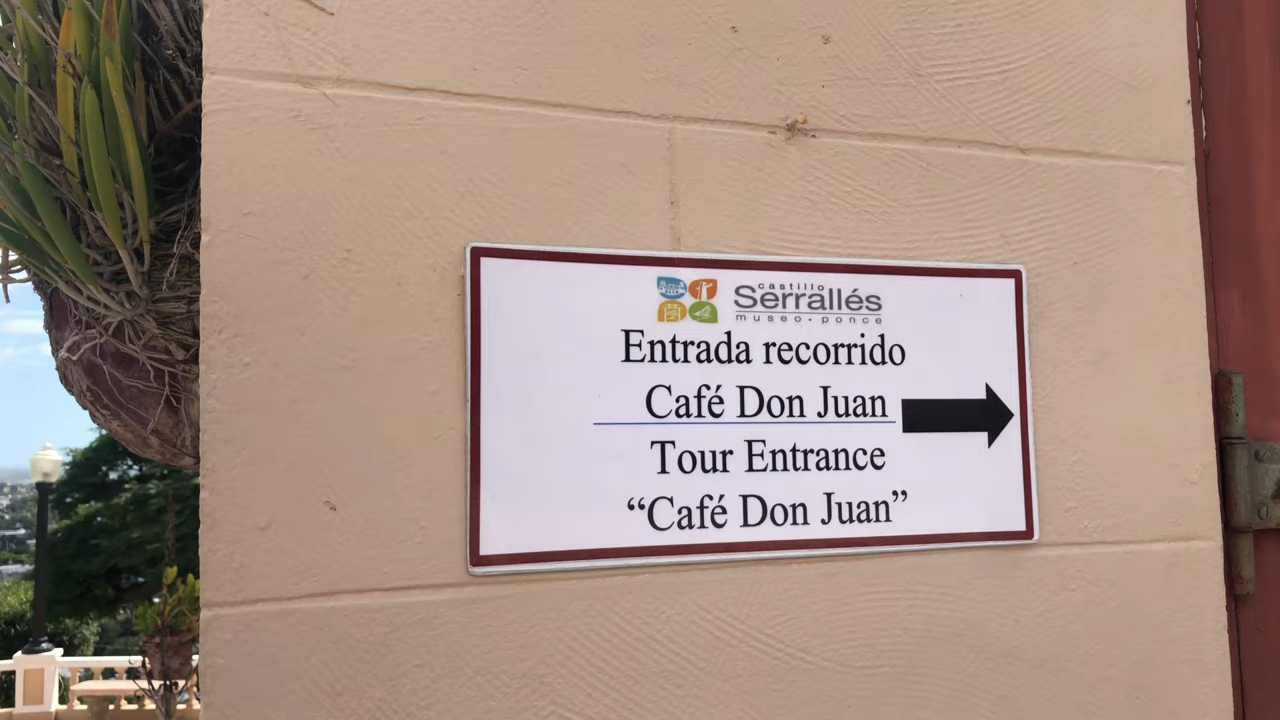 castillo
Serrallés
museo • ponce
Entrada recorrido
Café Don Juan
Tour Entrance
“Café Don Juan”